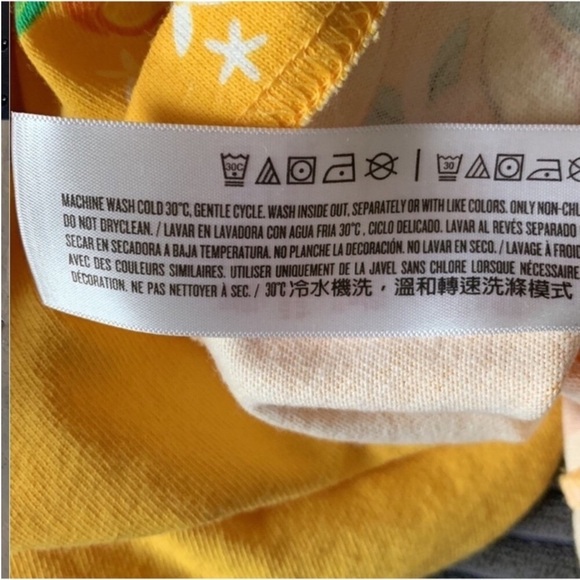 30C 30
MACHINE WASH COLD 30°C, GENTLE CYCLE. WASH INSIDE OUT, SEPARATELY OR WITH LIKE COLORS. ONLY NON-CHL
DO NOT DRYCLEAN. / LAVAR EN LAVADORA CON AGUA FRIA 30°C , CICLO DELICADO. LAVAR AL REVÉS SEPARADO
SECAR EN SECADORA A BAJA TEMPERATURA. NO PLANCHE LA DECORACIÓN. NO LAVAR EN SECO. / LAVAGE À FROID
AVEC DES COULEURS SIMILAIRES. UTILISER UNIQUEMENT DE LA JAVEL SANS CHLORE LORSQUE NÉCESSAIRE
DÉCORATION. NE PAS NETTOYER À SEC. / 30°C 冷水機洗，溫和轉速洗滌模式